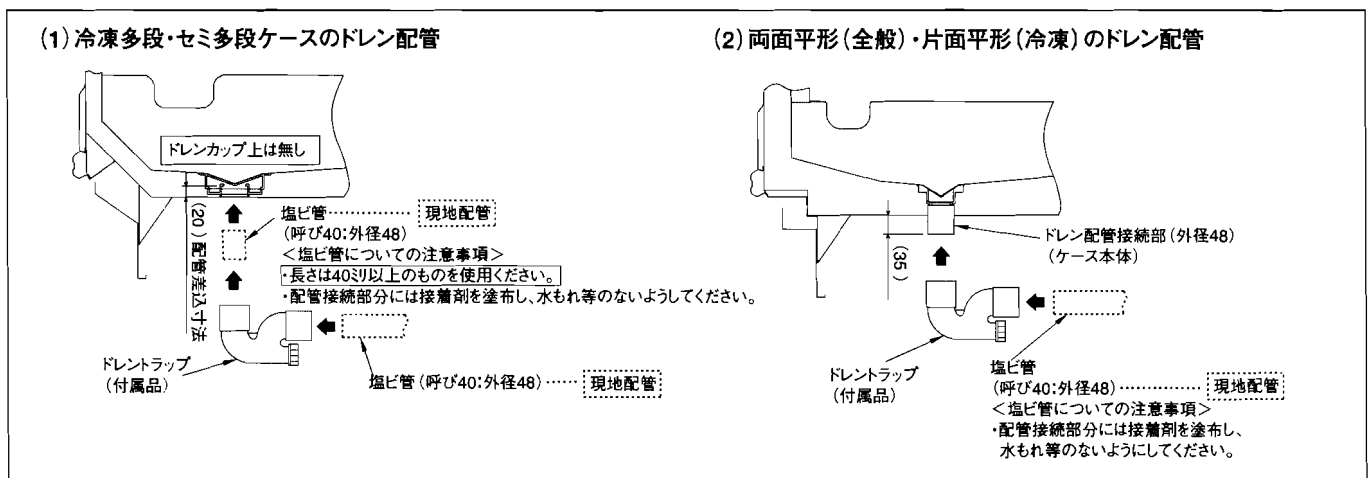 (1)冷凍多段・セミ多段ケースのドレン配管
ドレンカップ上は無し
(20)配管差込寸法
塩ビ管…………… 現地配管
(呼び40:外径48)
<塩ビ管についての注意事項>
・長さは40ミリ以上のものを使用ください。
・配管接続部分には接着剤を塗布し、水もれ等のないようしてください。
ドレントラップ
(付属品)
塩ビ管(呼び40:外径48)…… 現地配管
(2)両面平形(全般)・片面平形(冷凍)のドレン配管
(35)
ドレン配管接続部(外径48)
(ケース本体)
ドレントラップ
(付属品)
塩ビ管
(呼び40:外径48)…………… 現地配管
<塩ビ管についての注意事項>
・配管接続部分には接着剤を塗布し、
水もれ等のないようにしてください。